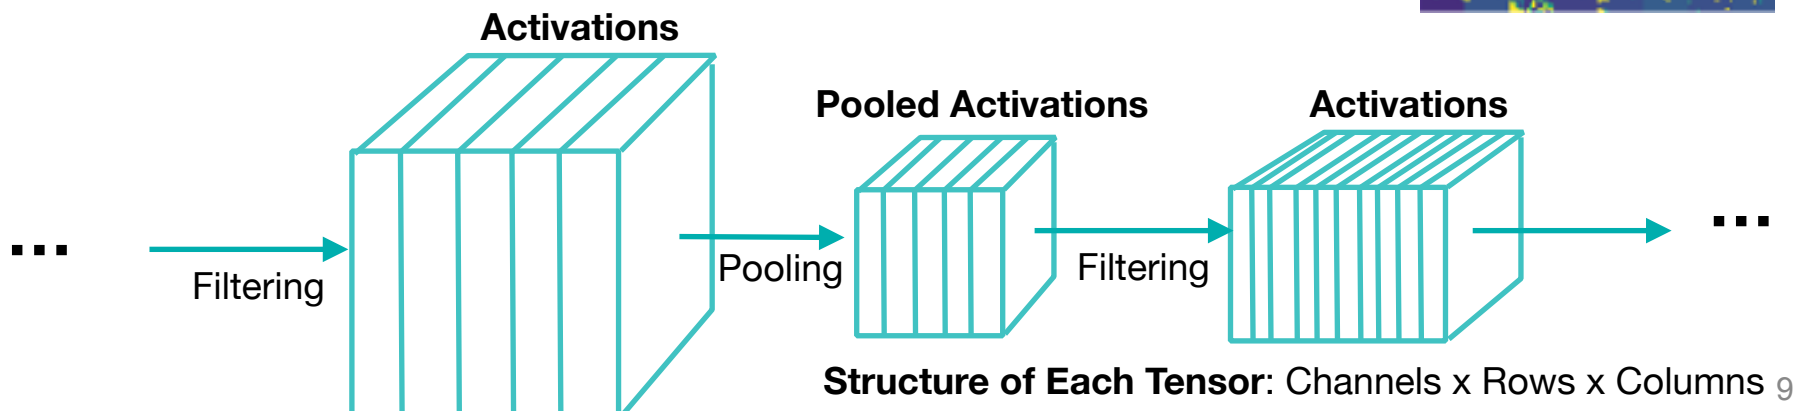 Activations
Pooled Activations
Activations
...
...
Filtering
Pooling
Filtering
Structure of Each Tensor: Channels x Rows x Columns
9